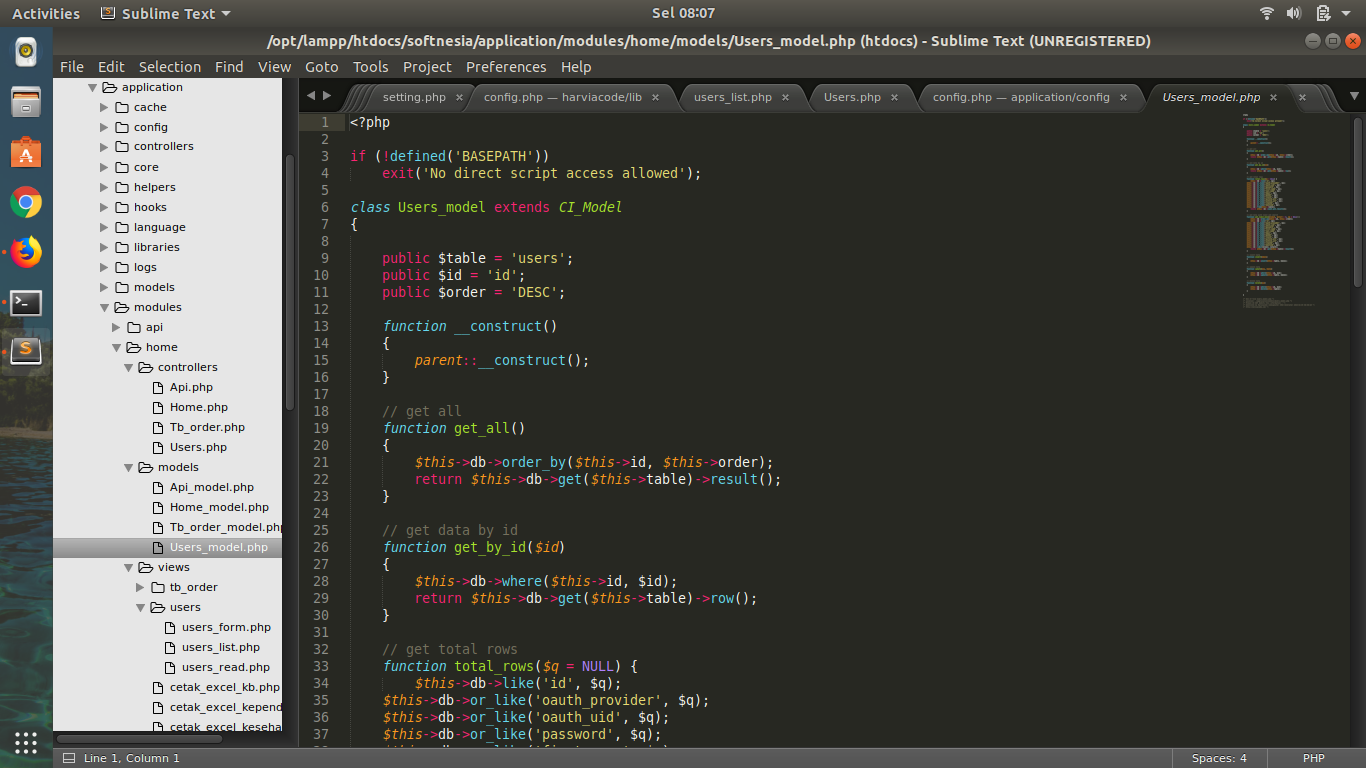 Activities Sublime Text Sel 08:07
/opt/lampp/htdocs/softnesia/application/modules/home/models/Users_model.php (htdocs) - Sublime Text (UNREGISTERED)
File Edit Selection Find View Goto Tools Project Preferences Help
setting.php config.php — harviacode/lib users_list.php Users.php config.php — application/config Users_model.php
application
cache
config
controllers
core
helpers
hooks
language
libraries
logs
models
modules
api
home
controllers
Api.php
Home.php
Tb_order.php
Users.php
models
Api_model.php
Home_model.php
Tb_order_model.php
Users_model.php
views
tb_order
users
users_form.php
users_list.php
users_read.php
cetak_excel_kb.php
cetak_excel_kepend
cetak_excel_keseha
1 <?php
2
3 if (!defined('BASEPATH'))
4 exit('No direct script access allowed');
5
6 class Users_model extends CI_Model
7 {
8
9 public $table = 'users';
10 public $id = 'id';
11 public $order = 'DESC';
12
13 function __construct()
14 {
15 parent::__construct();
16 }
17
18 // get all
19 function get_all()
20 {
21 $this->db->order_by($this->id, $this->order);
22 return $this->db->get($this->table)->result();
23 }
24
25 // get data by id
26 function get_by_id($id)
27 {
28 $this->db->where($this->id, $id);
29 return $this->db->get($this->table)->row();
30 }
31
32 // get total rows
33 function total_rows($q = NULL) {
34 $this->db->like('id', $q);
35 $this->db->or_like('oauth_provider', $q);
36 $this->db->or_like('oauth_uid', $q);
37 $this->db->or_like('password', $q);
Line 1, Column 1 Spaces: 4 PHP